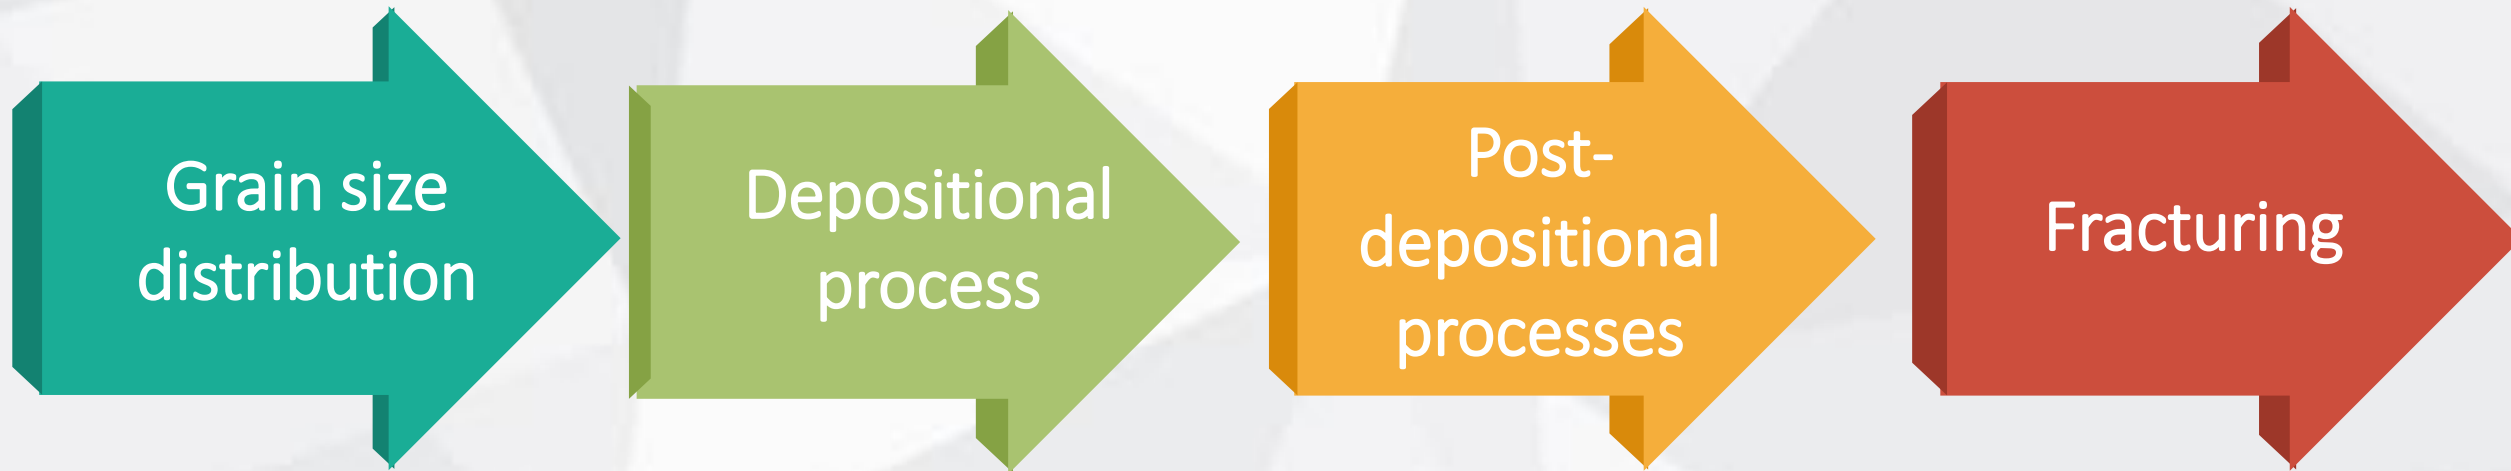 Grain size
distribution
Depositional
process
Post-
depositional
processes
Fracturing